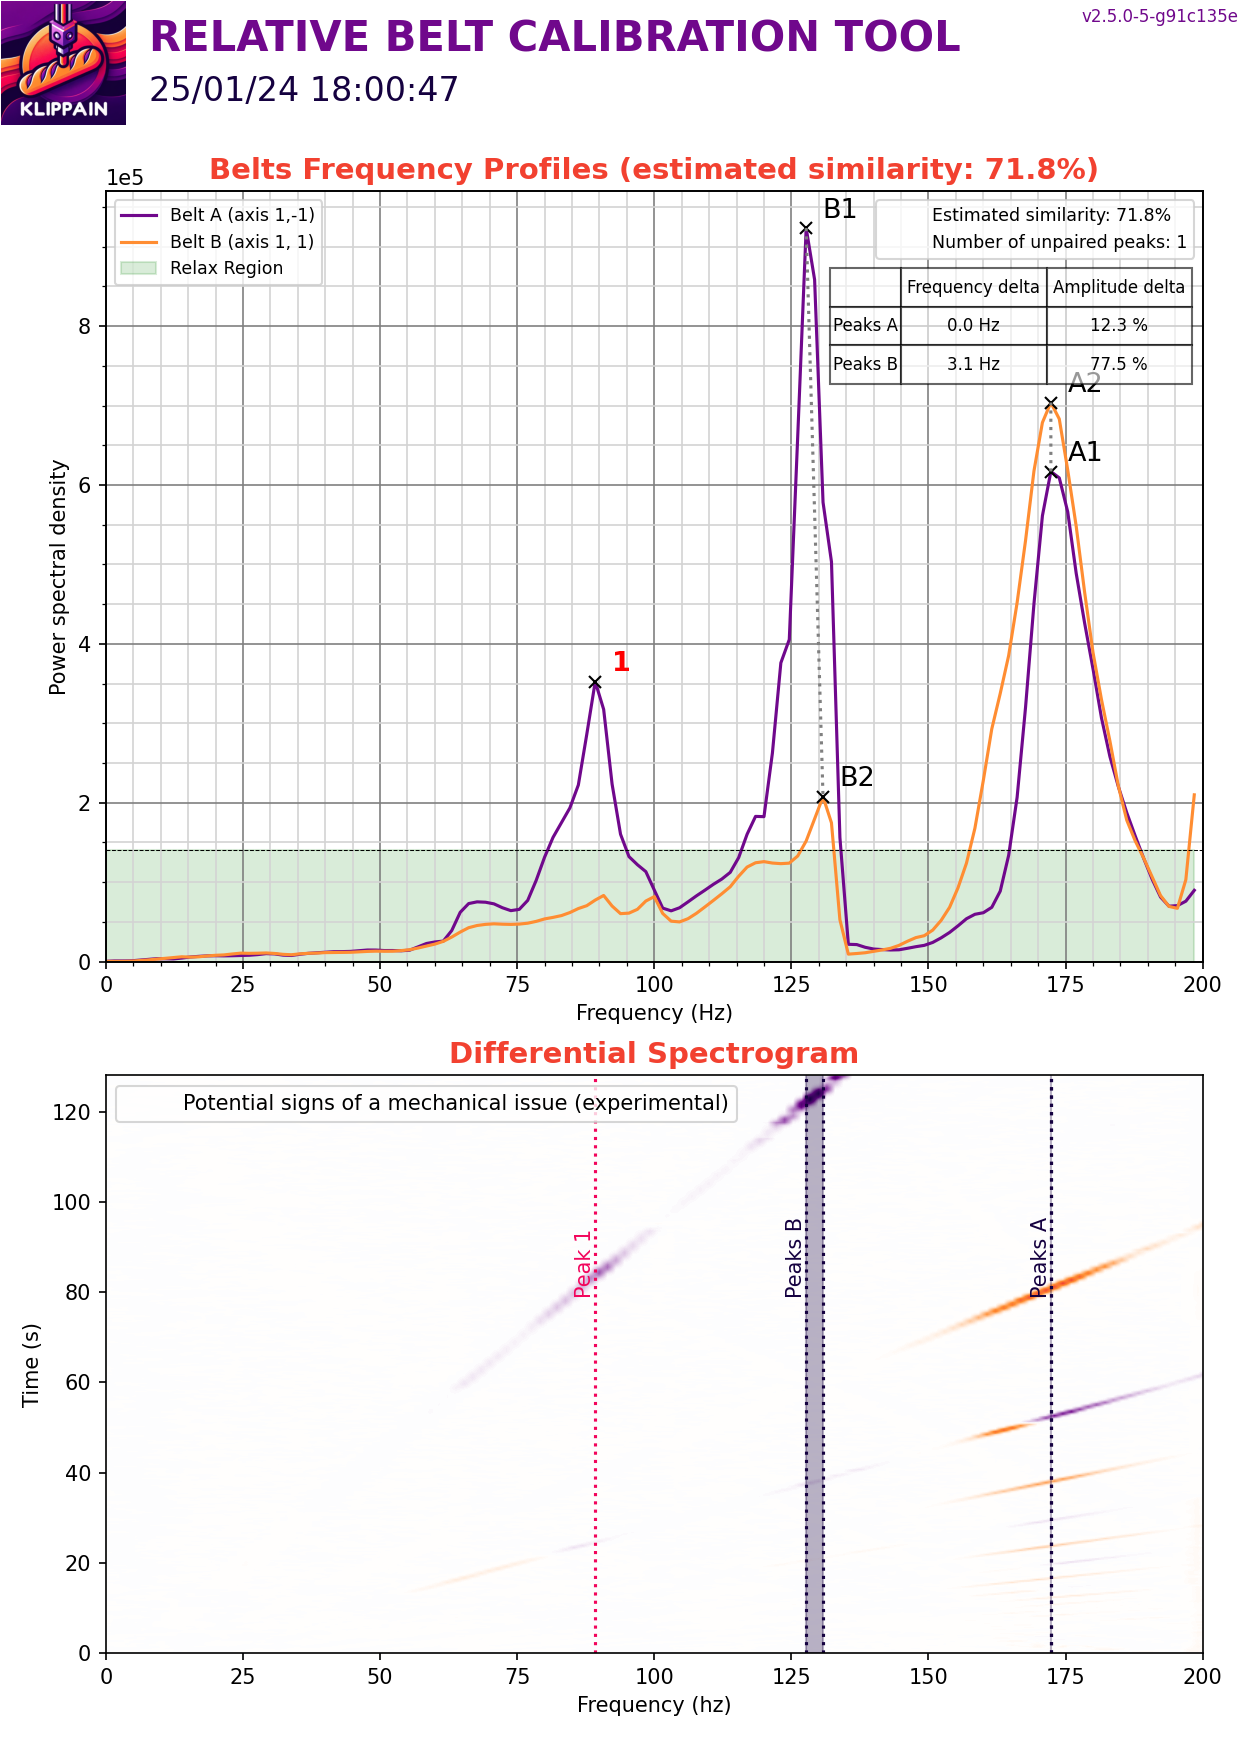 v2.5.0-5-g91c135e
RELATIVE BELT CALIBRATION TOOL
25/01/24 18:00:47
KLIPPAIN
Belts Frequency Profiles (estimated similarity: 71.8%)
1e5
Belt A (axis 1,-1)
Belt B (axis 1, 1)
Relax Region
Estimated similarity: 71.8%
Number of unpaired peaks: 1
Frequency delta Amplitude delta
Peaks A 0.0 Hz 12.3 %
Peaks B 3.1 Hz 77.5 %
B1
A2
A1
1
B2
8
6
4
2
0
Power spectral density
0 25 50 75 100 125 150 175 200
Frequency (Hz)
Differential Spectrogram
Potential signs of a mechanical issue (experimental)
Peak 1
Peaks B
Peaks A
120
100
80
60
40
20
0
Time (s)
0 25 50 75 100 125 150 175 200
Frequency (hz)